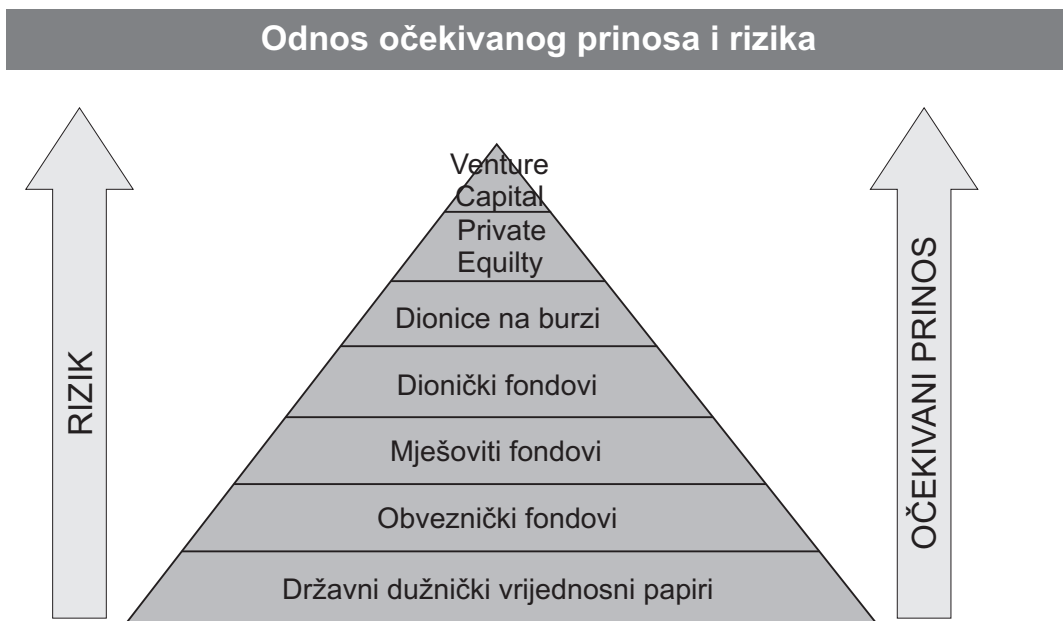 Odnos očekivanog prinosa i rizika
Venture
Capital
Private
Equilty
Dionice na burzi
Dionički fondovi
Mješoviti fondovi
Obveznički fondovi
Državni dužnički vrijednosni papiri
RIZIK
OČEKIVANI PRINOS